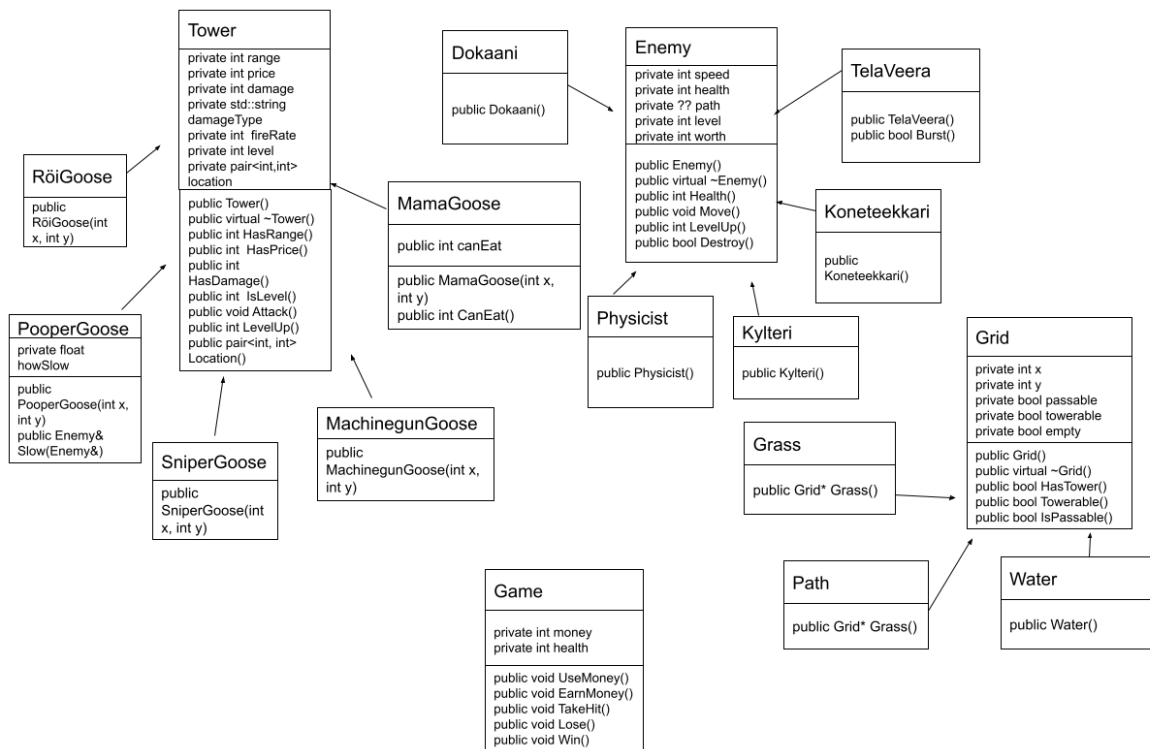 Tower
private int range
private int price
private int damage
private std::string
damageType
private int fireRate
private int level
private pair<int,int>
location
public Tower()
public virtual ~Tower()
public int HasRange()
public int HasPrice()
public int
HasDamage()
public int IsLevel()
public void Attack()
public int LevelUp()
public pair<int, int>
Location()
RöiGoose
public
RöiGoose(int
x, int y)
PooperGoose
private float
howSlow
public
PooperGoose(int x,
int y)
public Enemy&
Slow(Enemy&)
SniperGoose
public
SniperGoose(int
x, int y)
MachinegunGoose
public
MachinegunGoose(int x,
int y)
MamaGoose
public int canEat
public MamaGoose(int x,
int y)
public int CanEat()
Dokaani
public Dokaani()
Enemy
private int speed
private int health
private ?? path
private int level
private int worth
public Enemy()
public virtual ~Enemy()
public int Health()
public void Move()
public int LevelUp()
public bool Destroy()
TelaVeera
public TelaVeera()
public bool Burst()
Koneteekkari
public
Koneteekkari()
Physicist
public Physicist()
Kylteri
public Kylteri()
Grid
private int x
private int y
private bool passable
private bool towerable
private bool empty
public Grid()
public virtual ~Grid()
public bool HasTower()
public bool Towerable()
public bool IsPassable()
Grass
public Grid* Grass()
Path
public Grid* Grass()
Water
public Water()
Game
private int money
private int health
public void UseMoney()
public void EarnMoney()
public void TakeHit()
public void Lose()
public void Win()